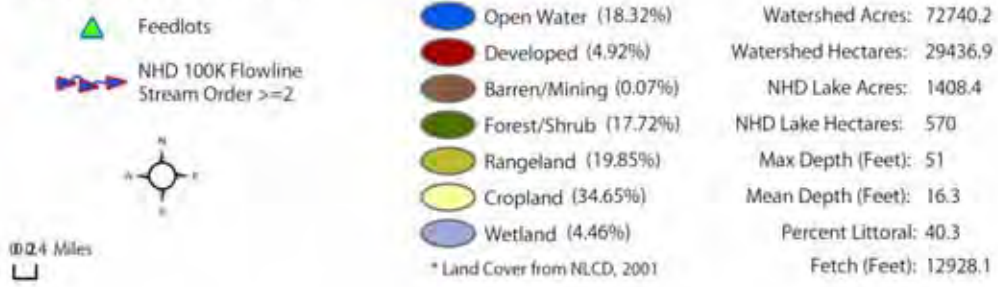 Feedlots
NHD 100K Flowline
Stream Order >=2
N
E
S
Miles
Open Water (18.32%)
Developed (4.92%)
Barren/Mining (0.07%)
Forest/Shrub (17.72%)
Rangeland (19.85%)
Cropland (34.65%)
Wetland (4.46%)
* Land Cover from NLCD, 2001
Watershed Acres: 72740.2
Watershed Hectares: 29436.9
NHD Lake Acres: 1408.4
NHD Lake Hectares: 570
Max Depth (Feet): 51
Mean Depth (Feet): 16.3
Percent Littoral: 40.3
Fetch (Feet): 12928.1